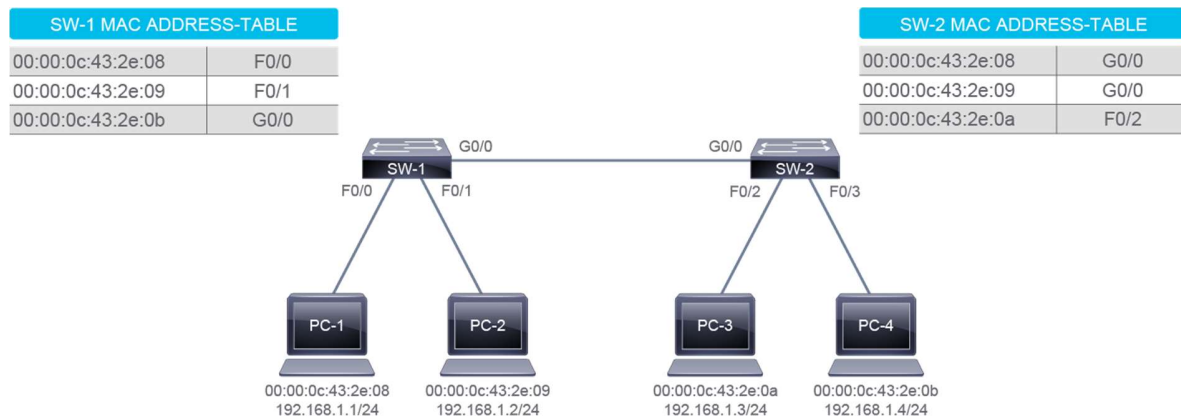 SW-1 MAC ADDRESS-TABLE
00:00:0c:43:2e:08 F0/0
00:00:0c:43:2e:09 F0/1
00:00:0c:43:2e:0b G0/0
SW-2 MAC ADDRESS-TABLE
00:00:0c:43:2e:08 G0/0
00:00:0c:43:2e:09 G0/0
00:00:0c:43:2e:0a F0/2
G0/0 G0/0
SW-1 SW-2
F0/0 F0/1 F0/2 F0/3
PC-1 PC-2 PC-3 PC-4
00:00:0c:43:2e:08 00:00:0c:43:2e:09 00:00:0c:43:2e:0a 00:00:0c:43:2e:0b
192.168.1.1/24 192.168.1.2/24 192.168.1.3/24 192.168.1.4/24